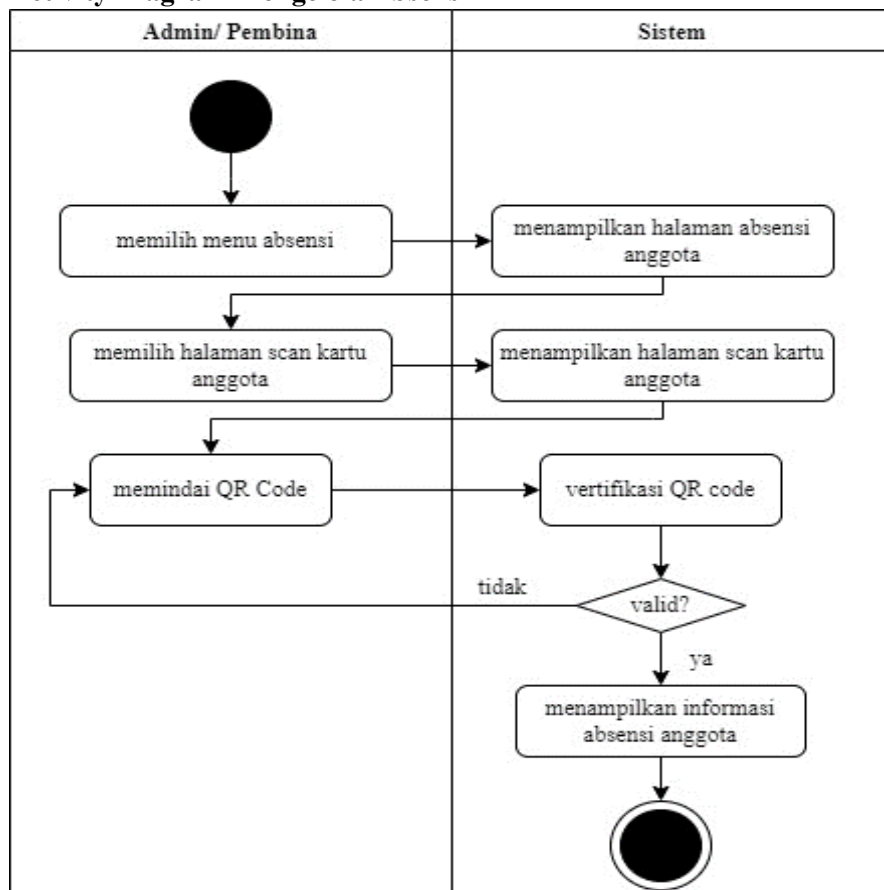 Admin/ Pembina
Sistem
memilih menu absensi
menampilkan halaman absensi
anggota
memilih halaman scan kartu
anggota
menampilkan halaman scan kartu
anggota
memindai QR Code
vertifikasi QR code
tidak
valid?
ya
menampilkan informasi
absensi anggota